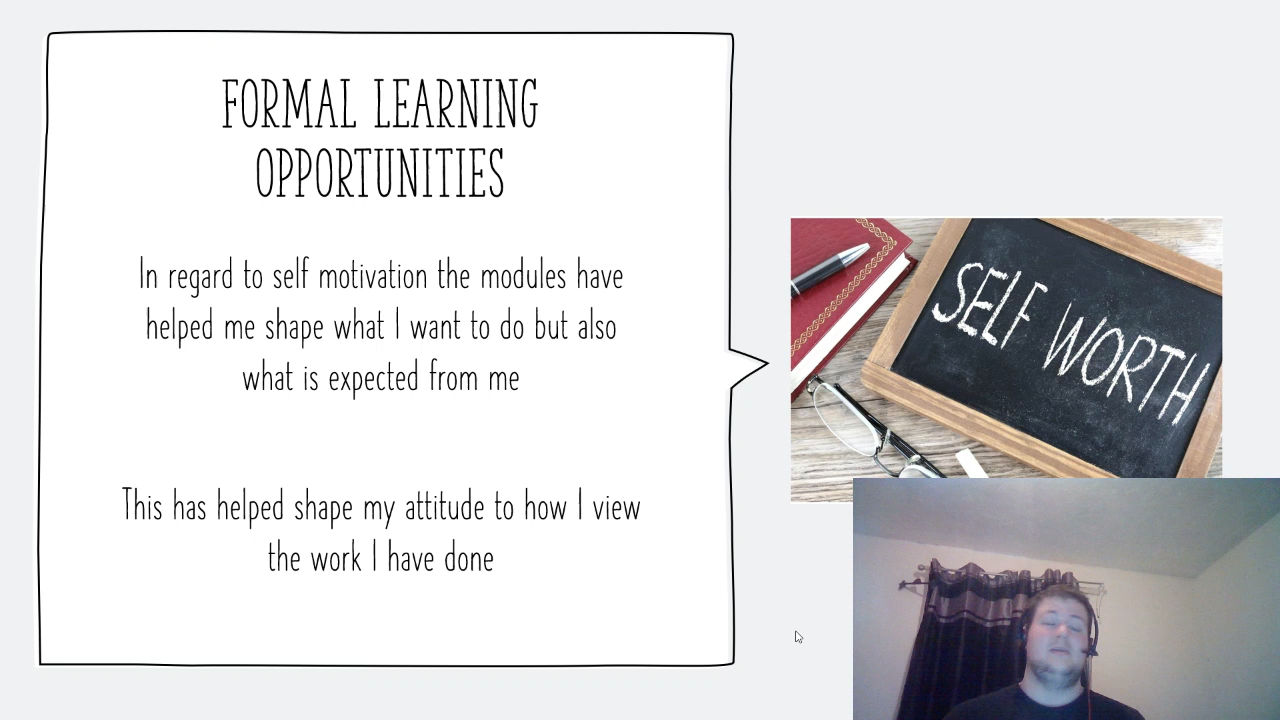 FORMAL LEARNING
OPPORTUNITIES
In regard to self motivation the modules have
helped me shape what I want to do but also
what is expected from me
This has helped shape my attitude to how I view
the work I have done
SELF WORTH